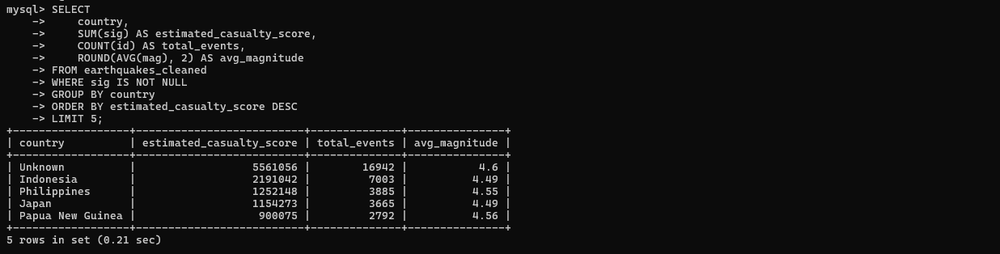 mysql> SELECT
    ->     country,
    ->     SUM(sig) AS estimated_casualty_score,
    ->     COUNT(id) AS total_events,
    ->     ROUND(AVG(mag), 2) AS avg_magnitude
    -> FROM earthquakes_cleaned
    -> WHERE sig IS NOT NULL
    -> GROUP BY country
    -> ORDER BY estimated_casualty_score DESC
    -> LIMIT 5;
+------------------+--------------------------+--------------+---------------+
| country          | estimated_casualty_score | total_events | avg_magnitude |
+------------------+--------------------------+--------------+---------------+
| Unknown          |                  5561056 |        16942 |           4.6 |
| Indonesia        |                  2191042 |         7003 |          4.49 |
| Philippines      |                  1252148 |         3885 |          4.55 |
| Japan            |                  1154273 |         3665 |          4.49 |
| Papua New Guinea |                   900075 |         2792 |          4.56 |
+------------------+--------------------------+--------------+---------------+
5 rows in set (0.21 sec)